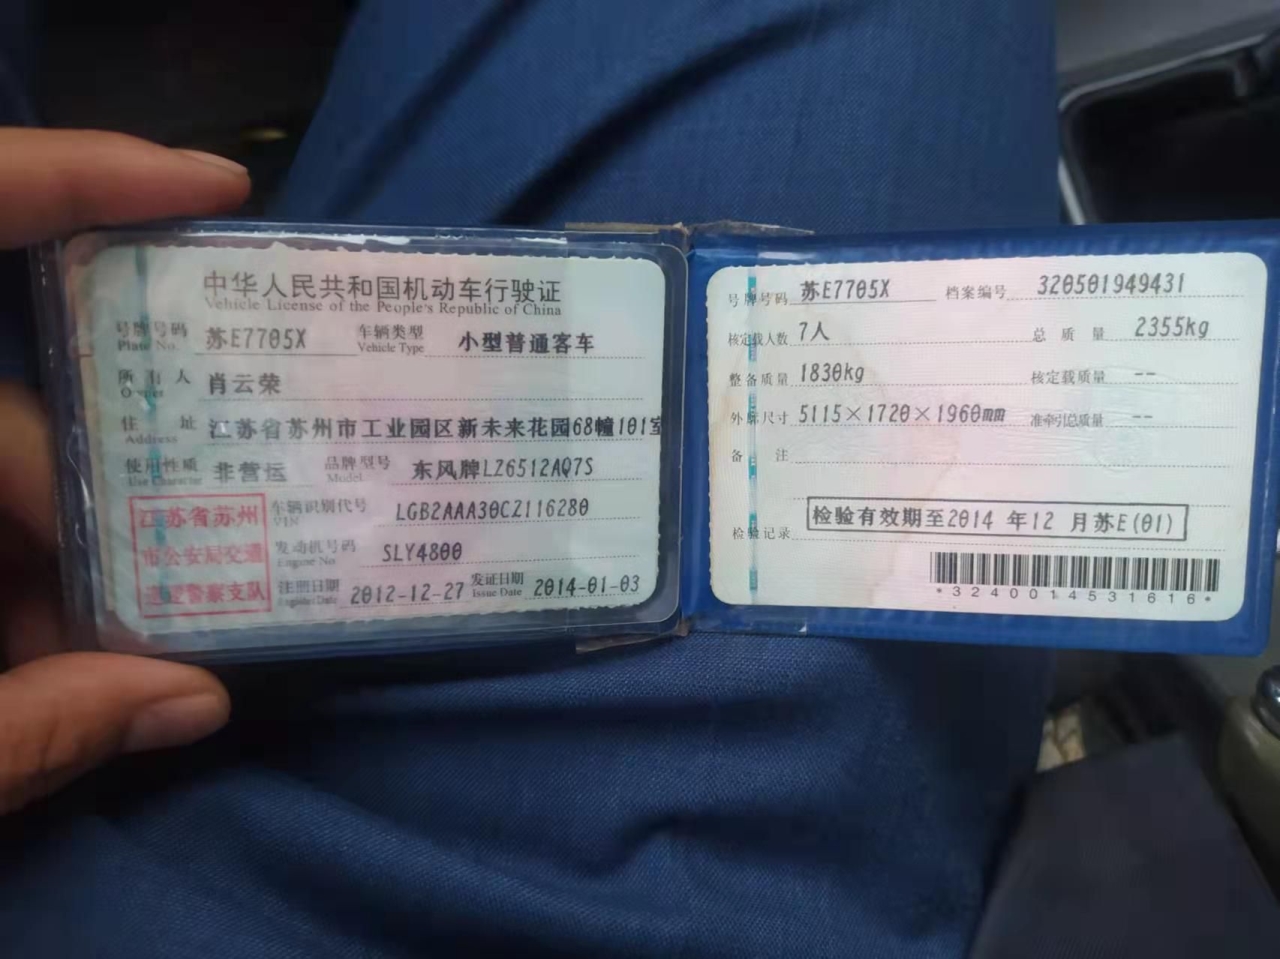 中华人民共和国机动车行驶证
Vehicle License of the People's Republic of China
号牌号码 苏E7705X 车辆类型 小型普通客车
Plate No. Vehicle Type
所有人 肖云荣
Owner
住址 江苏省苏州市工业园区新未来花园68幢101室
Address
使用性质 非营运 品牌型号 东风牌LZ6512AQ7S
Use Character Model
江苏省苏州
市公安局交通
巡逻警察支队
车辆识别代号 LGB2AAA30CZ116280
VIN
发动机号码 SLY4800
Engine No.
注册日期 2012-12-27 发证日期 2014-01-03
Register Date Issue Date
号牌号码 苏E7705X 档案编号 320501949431
核定载人数 7人 总质量 2355kg
整备质量 1830kg 核定载质量 --
外廓尺寸 5115×1720×1960mm 准牵引总质量 --
备注
检验记录 检验有效期至2014 年12 月苏E(01)
*3240014531616*